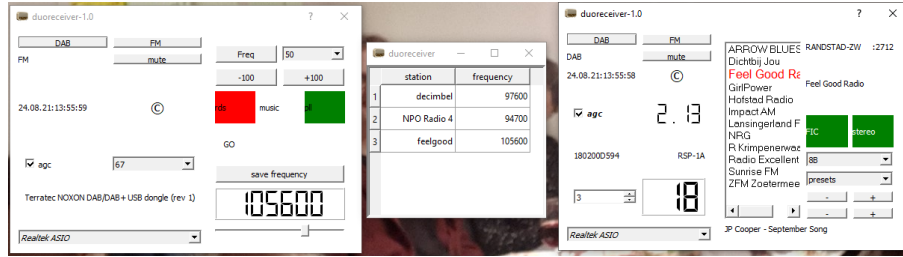 duoreceiver-1.0
DAB
FM
FM
mute
24.08.21:13:55:59
©
agc
67
Terratec NOXON DAB/DAB+ USB dongle (rev 1)
Realtek ASIO
Freq
50
-100
+100
rds
music
pll
GO
save frequency
105600
duoreceiver
station
frequency
1
decimbel
97600
2
NPO Radio 4
94700
3
feelgood
105600
duoreceiver-1.0
DAB
FM
DAB
mute
24.08.21:13:55:58
©
agc
2. 13
180200D594
RSP-1A
3
18
Realtek ASIO
ARROW BLUES
Dichtbij Jou
Feel Good Ra
GirlPower
Hofstad Radio
Impact AM
Lansingerland F
NRG
R Krimpenerwaa
Radio Excellent
Sunrise FM
ZFM Zoetermee
RANDSTAD-ZW :2712
Feel Good Radio
FIC
stereo
8B
presets
-
+
-
+
JP Cooper - September Song